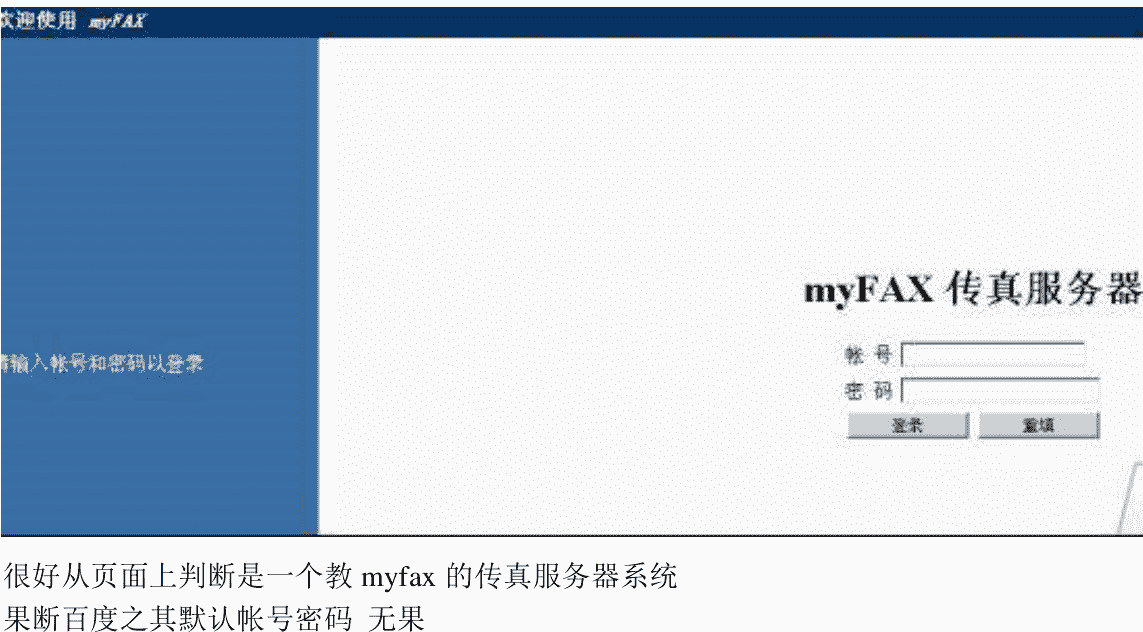 欢迎使用 myFAX
myFAX 传真服务器
帐 号
请输入帐号和密码以登录
密 码
登录 重填
很好从页面上判断是一个教 myfax 的传真服务器系统
果断百度之其默认帐号密码 无果